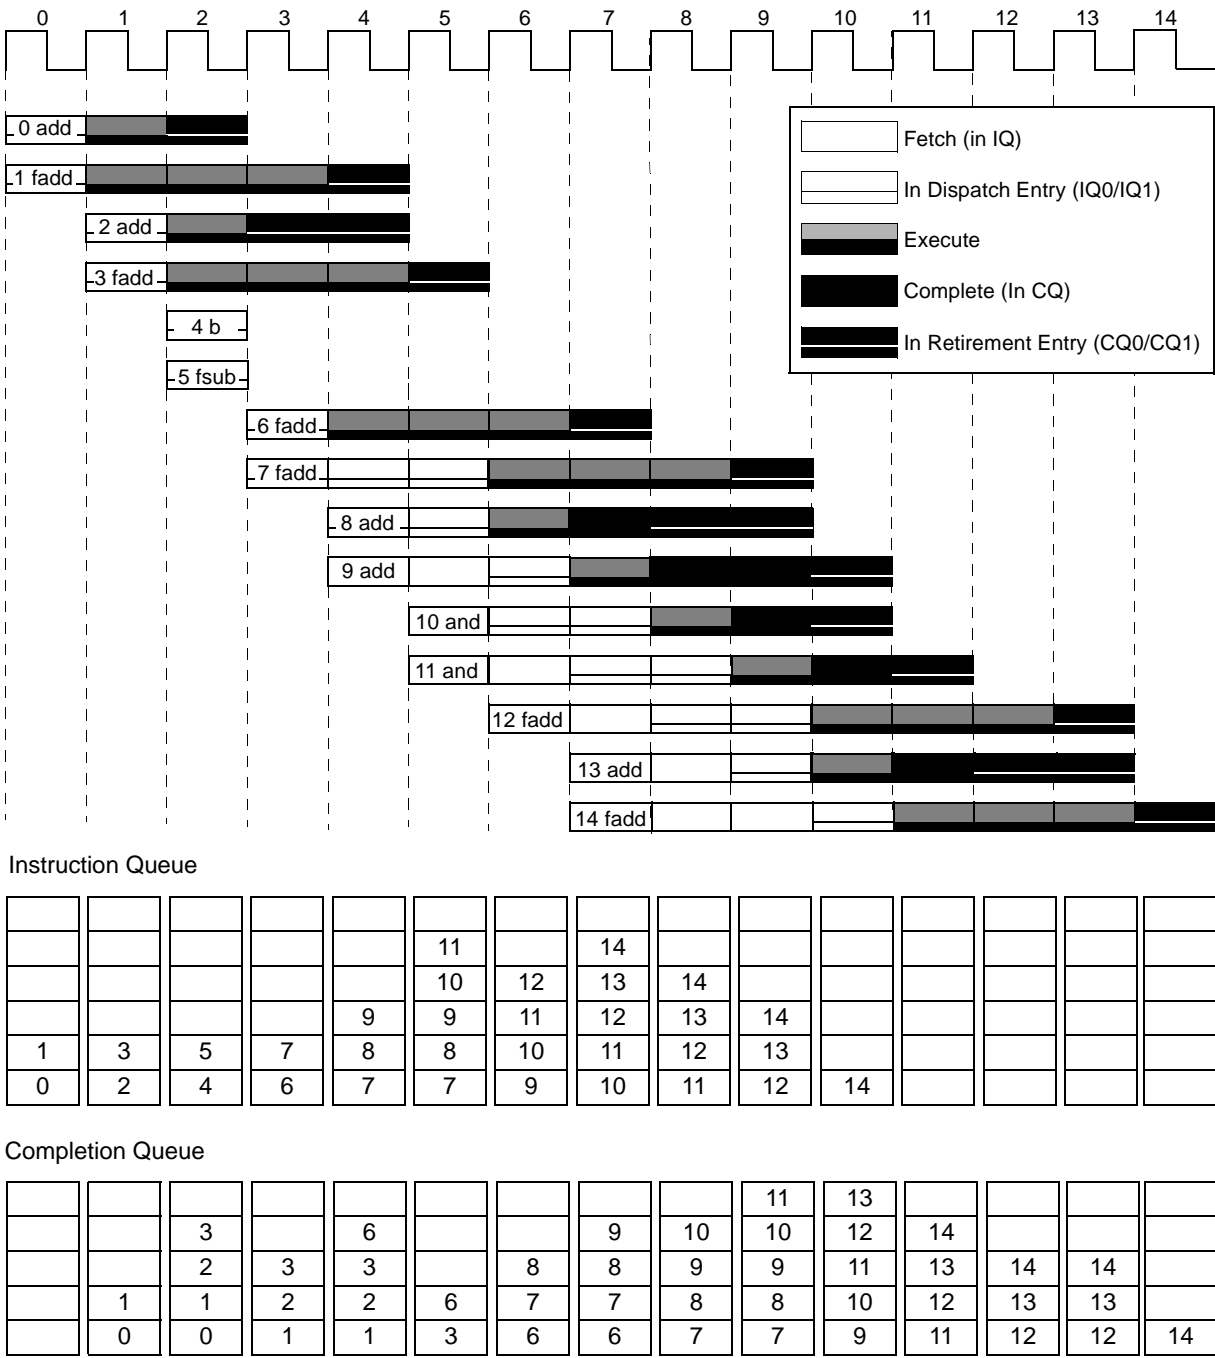 0 1 2 3 4 5 6 7 8 9 10 11 12 13 14
0 add
1 fadd
2 add
3 fadd
4 b
5 fsub
6 fadd
7 fadd
8 add
9 add
10 and
11 and
12 fadd
13 add
14 fadd
Fetch (in IQ)
In Dispatch Entry (IQ0/IQ1)
Execute
Complete (In CQ)
In Retirement Entry (CQ0/CQ1)
Instruction Queue
11 14
10 12 13 14
9 9 11 12 13 14
1 3 5 7 8 8 10 11 12 13
0 2 4 6 7 7 9 10 11 12 14
Completion Queue
11 13
3 6 9 10 10 12 14
2 3 3 8 8 9 9 11 13 14 14
1 1 2 2 6 7 7 8 8 10 12 13 13
0 0 1 1 3 6 6 7 7 9 11 12 12 14